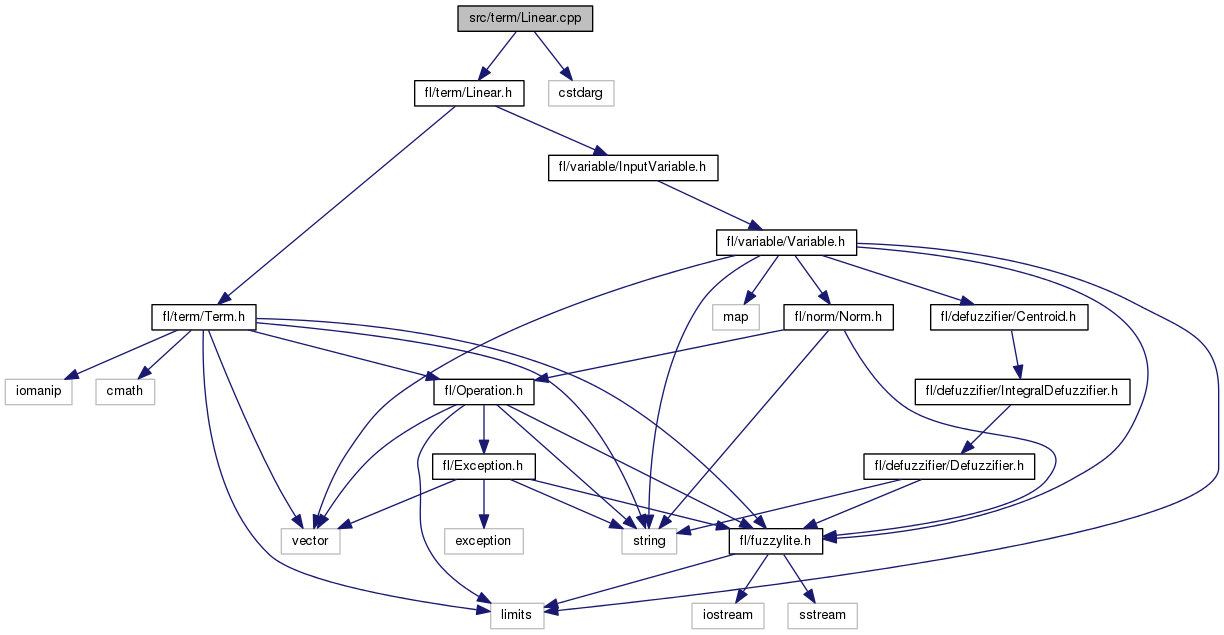 src/term/Linear.cpp
fl/term/Linear.h
cstdarg
fl/variable/InputVariable.h
fl/variable/Variable.h
fl/term/Term.h
map
fl/norm/Norm.h
fl/defuzzifier/Centroid.h
iomanip
cmath
fl/Operation.h
fl/defuzzifier/IntegralDefuzzifier.h
fl/Exception.h
fl/defuzzifier/Defuzzifier.h
vector
exception
string
fl/fuzzylite.h
limits
iostream
sstream